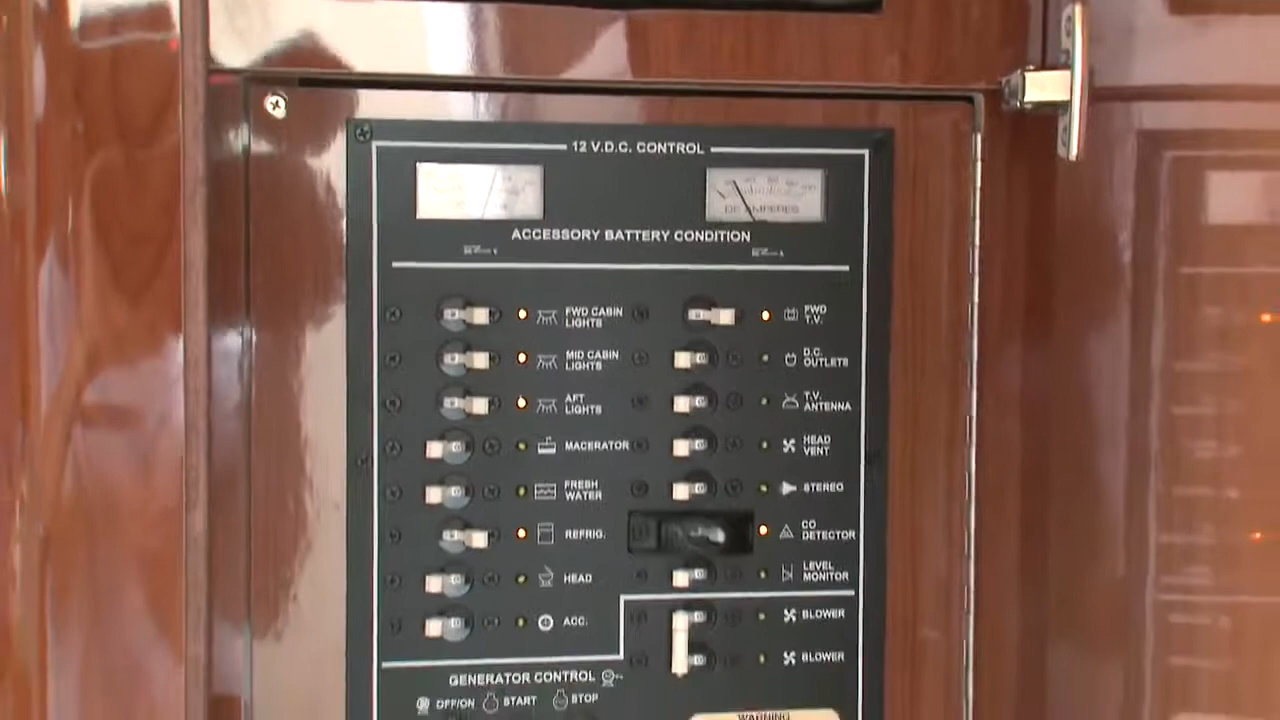 12 V.D.C. CONTROL
DC AMPERES
ACCESSORY BATTERY CONDITION
FWD CABIN
LIGHTS
MID CABIN
LIGHTS
AFT
LIGHTS
MACERATOR
FRESH
WATER
REFRIG.
HEAD
ACC.
FWD
T.V.
D.C.
OUTLETS
T.V.
ANTENNA
HEAD
VENT
STEREO
CO
DETECTOR
LEVEL
MONITOR
BLOWER
BLOWER
GENERATOR CONTROL
OFF/ON
START
STOP
WARNING